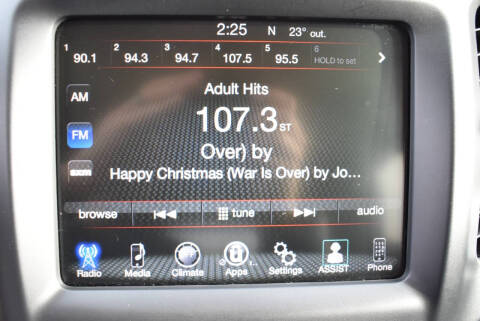 2:25 N 23° out.
1 2 3 4 5 6
90.1 94.3 94.7 107.5 95.5 HOLD to set
Adult Hits
AM
107.3 ST
FM
Over) by
Happy Christmas (War Is Over) by Jo...
sxm
browse tune audio
Radio Media Climate Apps Settings ASSIST Phone